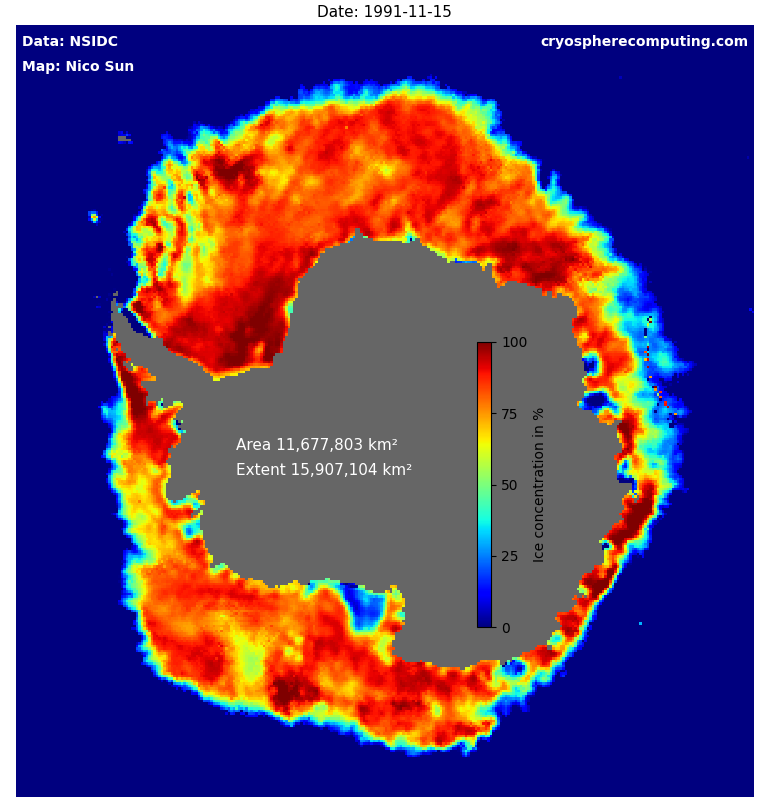 Date: 1991-11-15
Data: NSIDC
cryospherecomputing.com
Map: Nico Sun
100
75
50
25
0
Ice concentration in %
Area 11,677,803 km²
Extent 15,907,104 km²